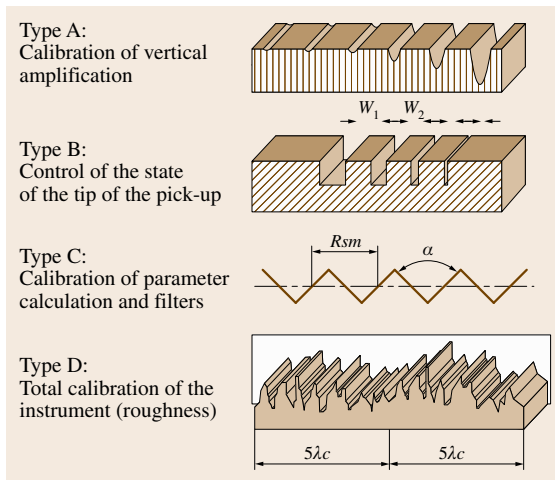 Type A:
Calibration of vertical
amplification
W1 W2
Type B:
Control of the state
of the tip of the pick-up
Type C:
Calibration of parameter
calculation and filters
Rsm α
Type D:
Total calibration of the
instrument (roughness)
5λc 5λc